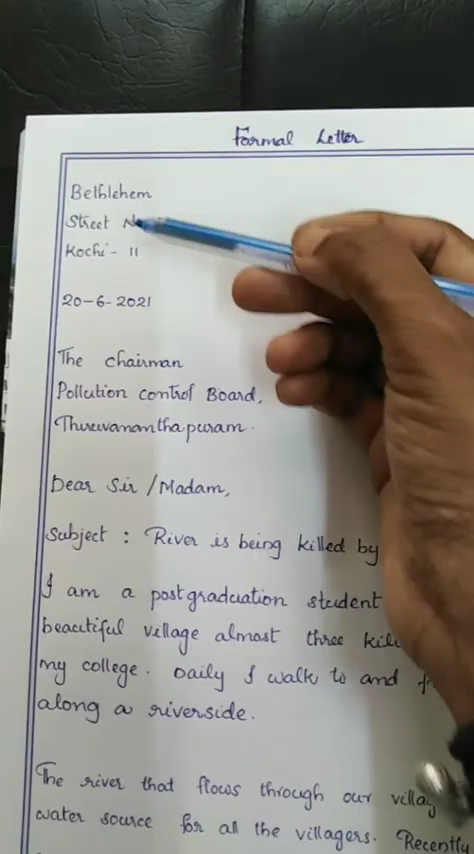 Formal Letter
Bethlehem
Street
Kochi - 11
20-6-2021
The chairman
Pollution control Board,
Thiruvananthapuram.
Dear Sir /Madam,
Subject : River is being killed by
I am a postgraduation student
beautiful village almost three
my college. Daily I walk to and
along a riverside.
The river that flows through our
water source for all the villagers. Recently